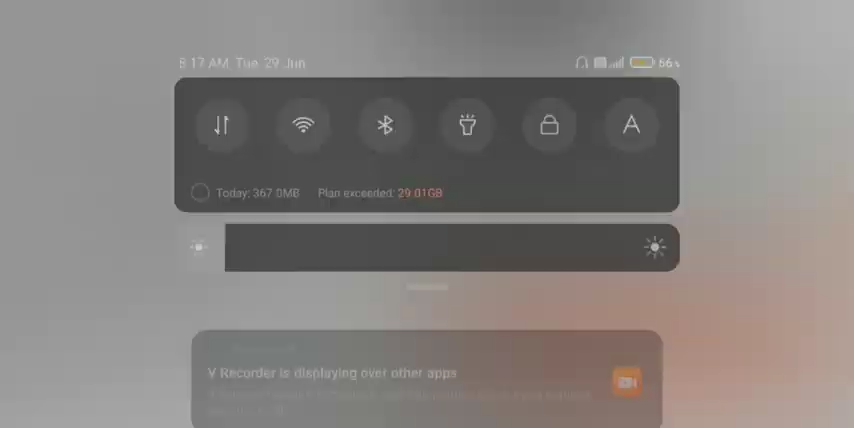 8:17 AM, Tue, 29 Jun
66%
A
Today: 367.0MB Plan exceeded: 29.01GB
V Recorder is displaying over other apps